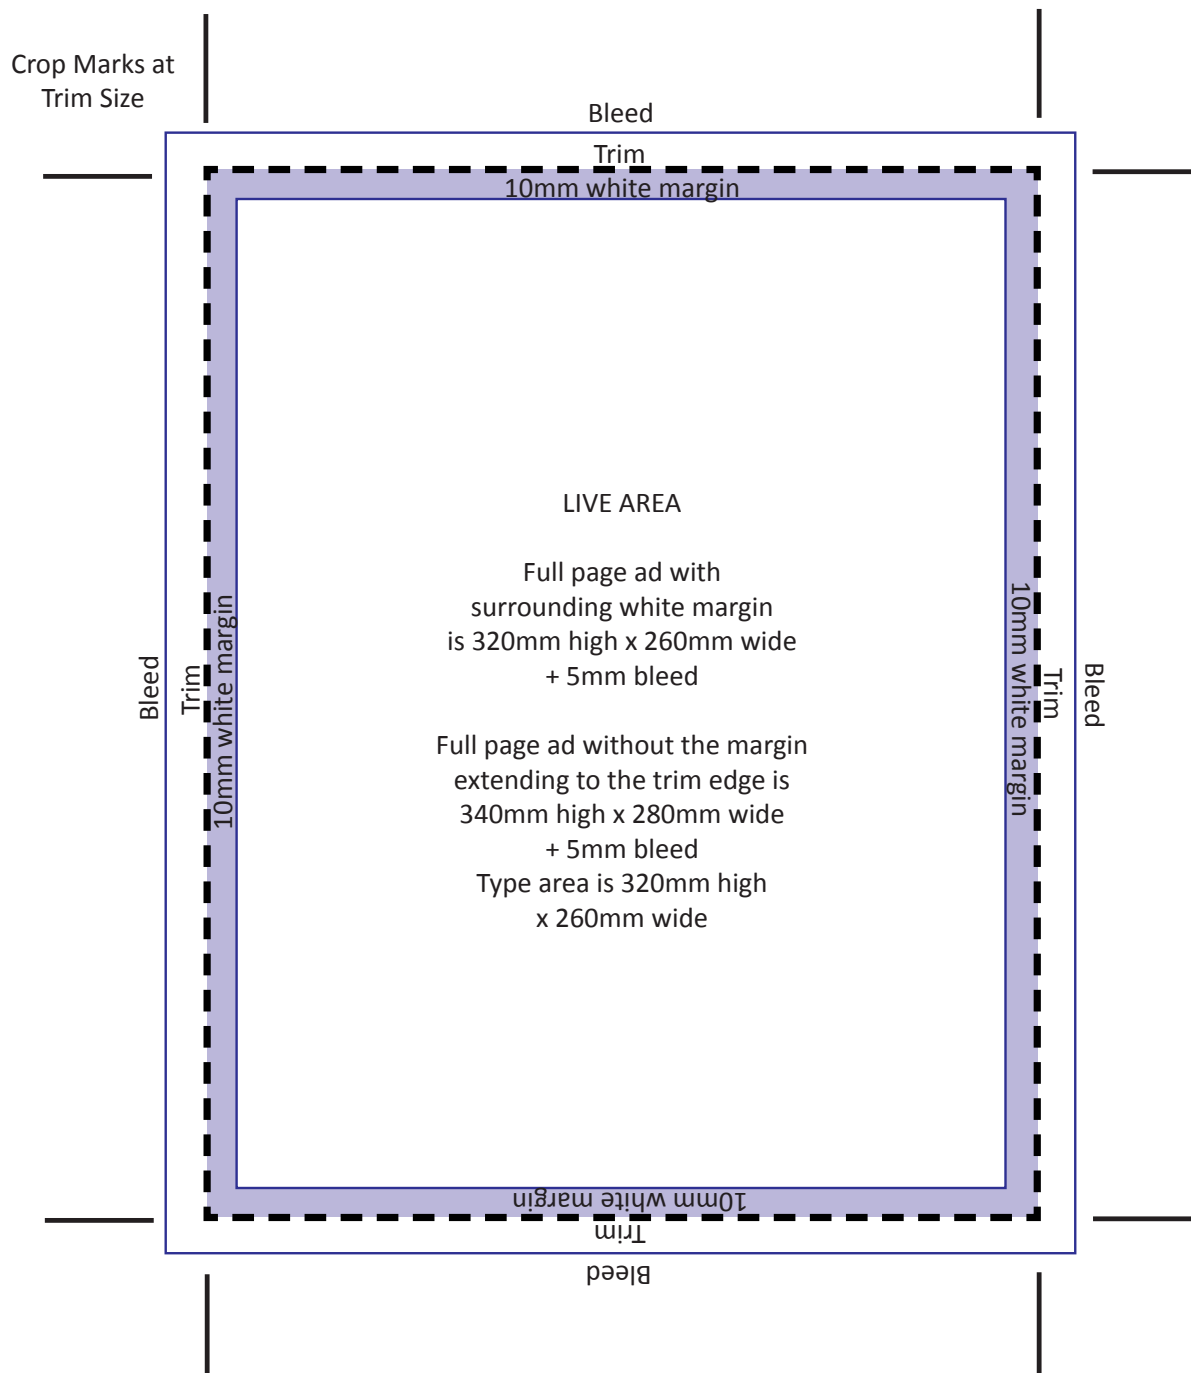 Crop Marks at
Trim Size
Bleed
Trim
10mm white margin
LIVE AREA
Full page ad with
surrounding white margin
is 320mm high x 260mm wide
+ 5mm bleed
Full page ad without the margin
extending to the trim edge is
340mm high x 280mm wide
+ 5mm bleed
Type area is 320mm high
x 260mm wide
Bleed
Trim
10mm white margin
10mm white margin
Trim
Bleed
10mm white margin
Trim
Bleed